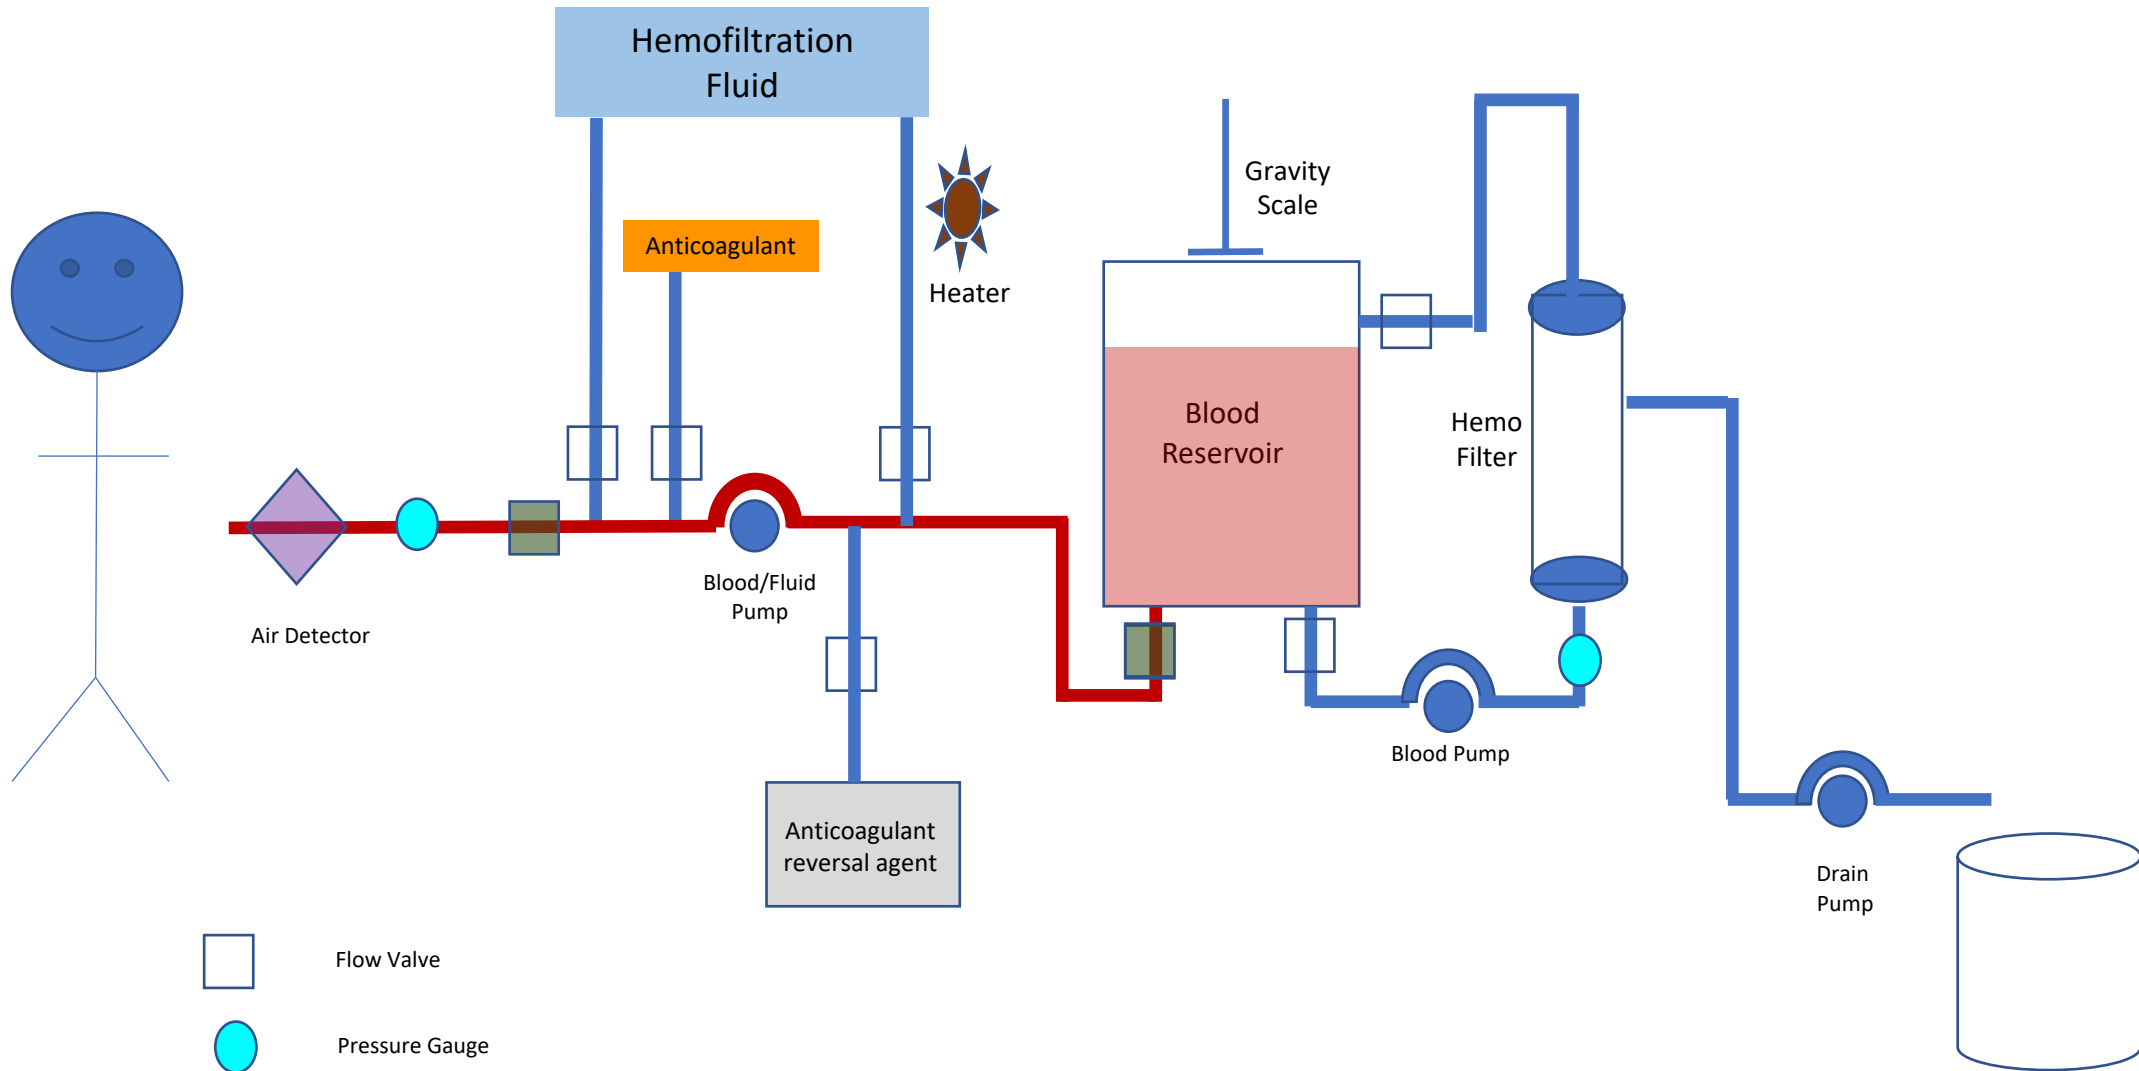 Hemofiltration
Fluid
Gravity
Scale
Anticoagulant
Heater
Blood
Reservoir
Hemo
Filter
Blood/Fluid
Pump
Air Detector
Blood Pump
Anticoagulant
reversal agent
Drain
Pump
Flow Valve
Pressure Gauge